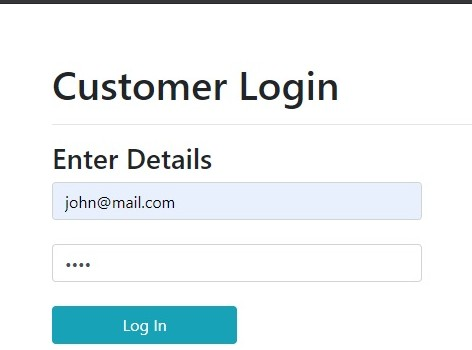 Customer Login
Enter Details
john@mail.com
••••
Log In